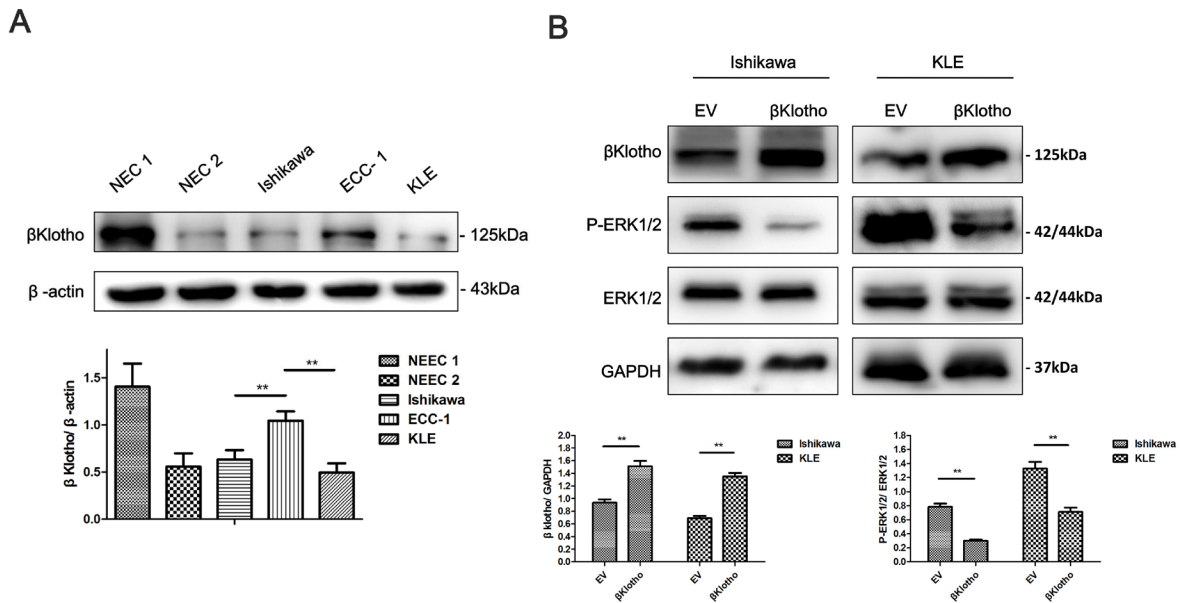 A
NEC 1
NEC 2
Ishikawa
ECC- 1
KLE
βKlotho
- 125kDa
β -actin
- 43kDa
β Klotho/ β -actin
1.5
1.0
0.5
0.0
**
**
NEEC 1
NEEC 2
Ishikawa
ECC-1
KLE
B
Ishikawa
KLE
EV
βKlotho
EV
βKlotho
βKlotho
- 125kDa
P-ERK1/2
- 42/44kDa
ERK1/2
- 42/44kDa
GAPDH
- 37kDa
β klotho/ GAPDH
2.0
1.8
1.6
1.4
1.2
1.0
0.8
0.6
0.4
0.2
0.0
**
**
EV
βKlotho
EV
βKlotho
Ishikawa
KLE
P-ERK1/2/ ERK1/2
1.8
1.6
1.4
1.2
1.0
0.8
0.6
0.4
0.2
0.0
**
**
EV
βKlotho
EV
βKlotho
Ishikawa
KLE